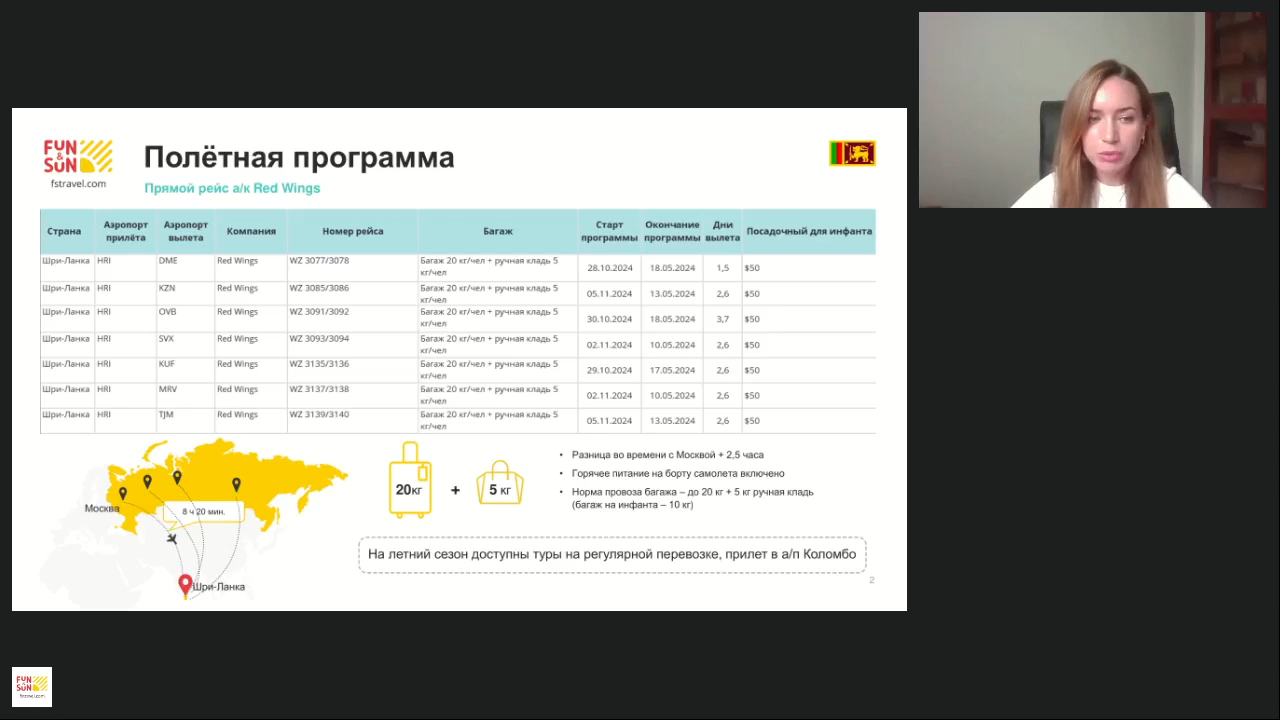 FUN
&
SUN
fstravel.com
Полётная программа
Прямой рейс а/к Red Wings
Страна Аэропорт прилёта Аэропорт вылета Компания Номер рейса Багаж Старт программы Окончание программы Дни вылета Посадочный для инфанта
Шри-Ланка HRI DME Red Wings WZ 3077/3078 Багаж 20 кг/чел + ручная кладь 5 кг/чел 28.10.2024 18.05.2024 1,5 $50
Шри-Ланка HRI KZN Red Wings WZ 3085/3086 Багаж 20 кг/чел + ручная кладь 5 кг/чел 05.11.2024 13.05.2024 2,6 $50
Шри-Ланка HRI OVB Red Wings WZ 3091/3092 Багаж 20 кг/чел + ручная кладь 5 кг/чел 30.10.2024 18.05.2024 3,7 $50
Шри-Ланка HRI SVX Red Wings WZ 3093/3094 Багаж 20 кг/чел + ручная кладь 5 кг/чел 02.11.2024 10.05.2024 2,6 $50
Шри-Ланка HRI KUF Red Wings WZ 3135/3136 Багаж 20 кг/чел + ручная кладь 5 кг/чел 29.10.2024 17.05.2024 2,6 $50
Шри-Ланка HRI MRV Red Wings WZ 3137/3138 Багаж 20 кг/чел + ручная кладь 5 кг/чел 02.11.2024 10.05.2024 2,6 $50
Шри-Ланка HRI TJM Red Wings WZ 3139/3140 Багаж 20 кг/чел + ручная кладь 5 кг/чел 05.11.2024 13.05.2024 2,6 $50
Москва
8 ч 20 мин.
Шри-Ланка
20кг + 5 кг
• Разница во времени с Москвой + 2,5 часа
• Горячее питание на борту самолета включено
• Норма провоза багажа – до 20 кг + 5 кг ручная кладь
(багаж на инфанта – 10 кг)
На летний сезон доступны туры на регулярной перевозке, прилет в а/п Коломбо
2
FUN
&
SUN
fstravel.com